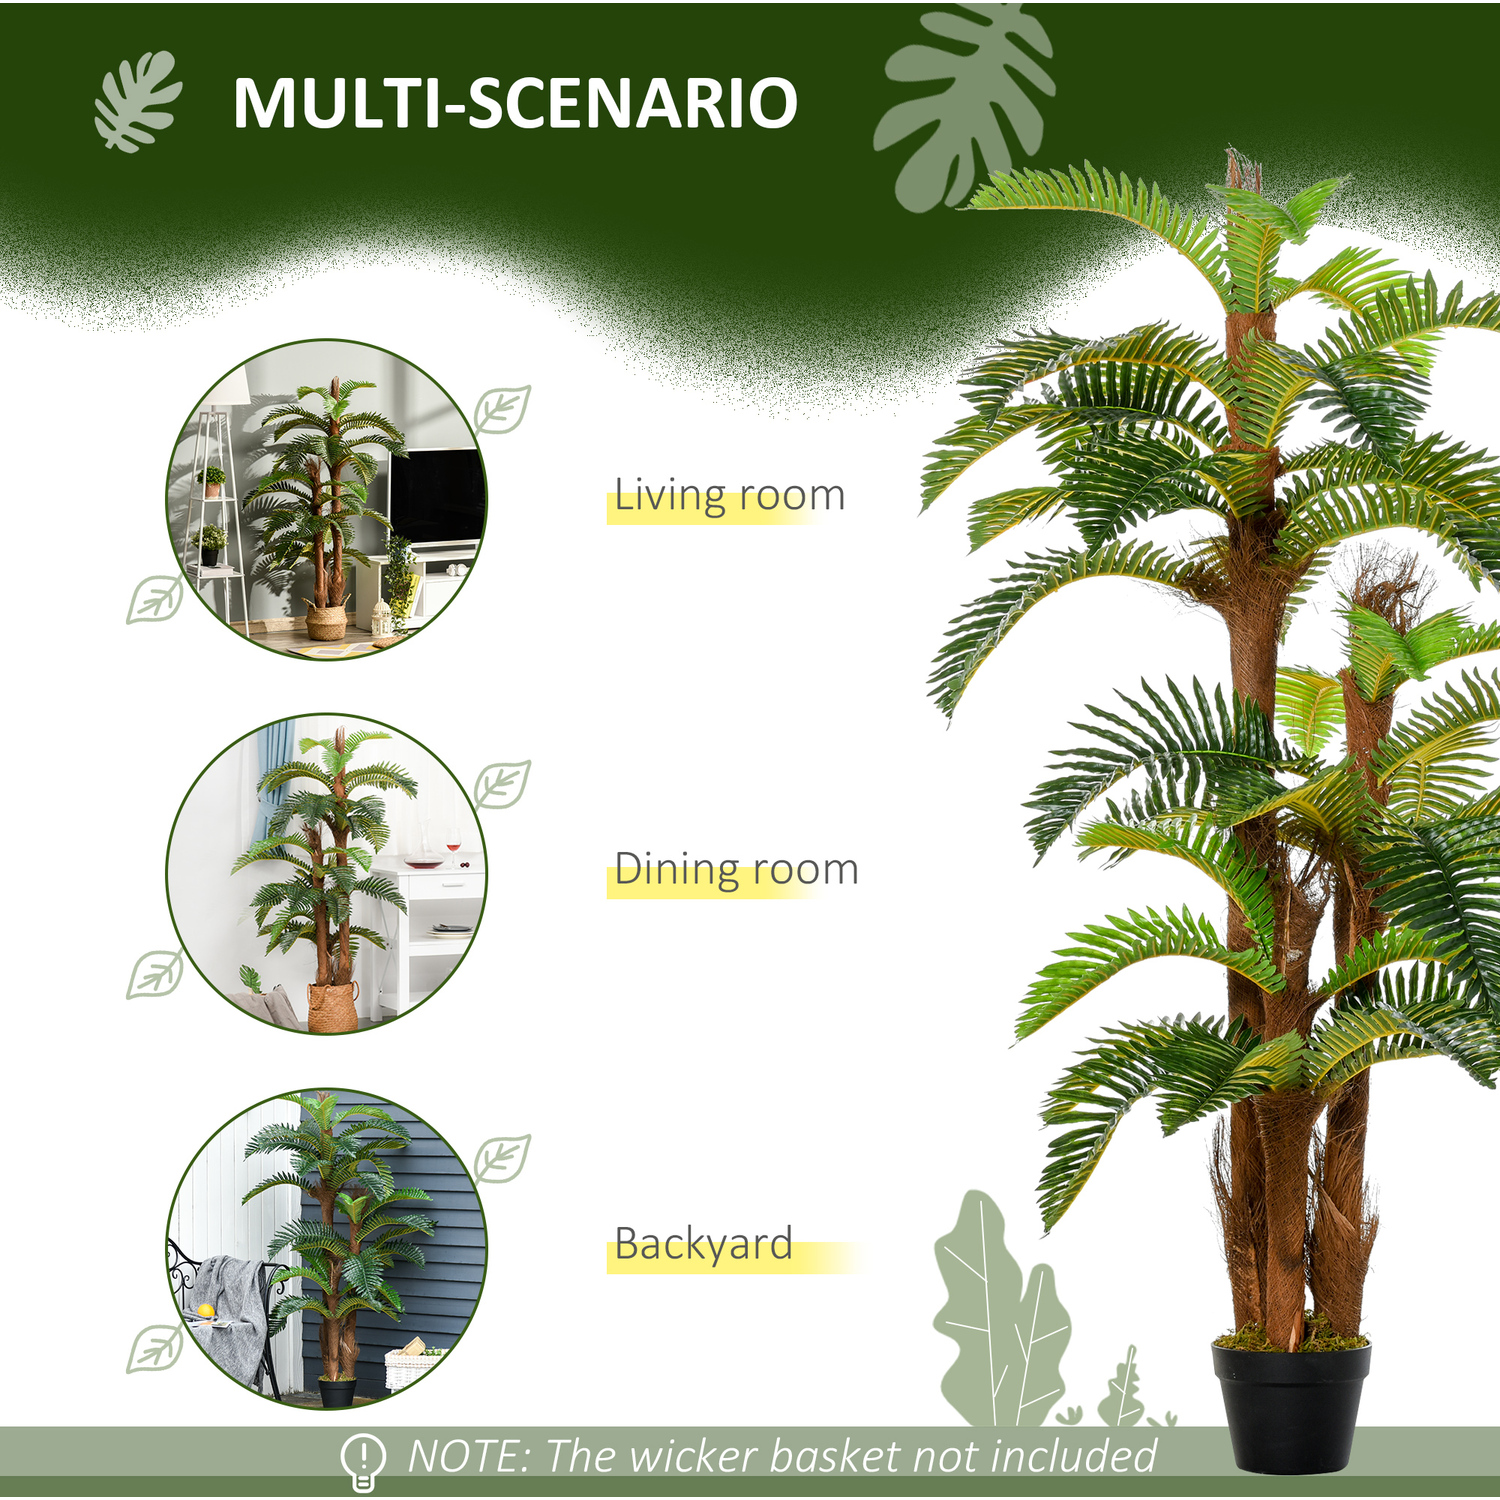 MULTI-SCENARIO
Living room
Dining room
Backyard
NOTE: The wicker basket not included